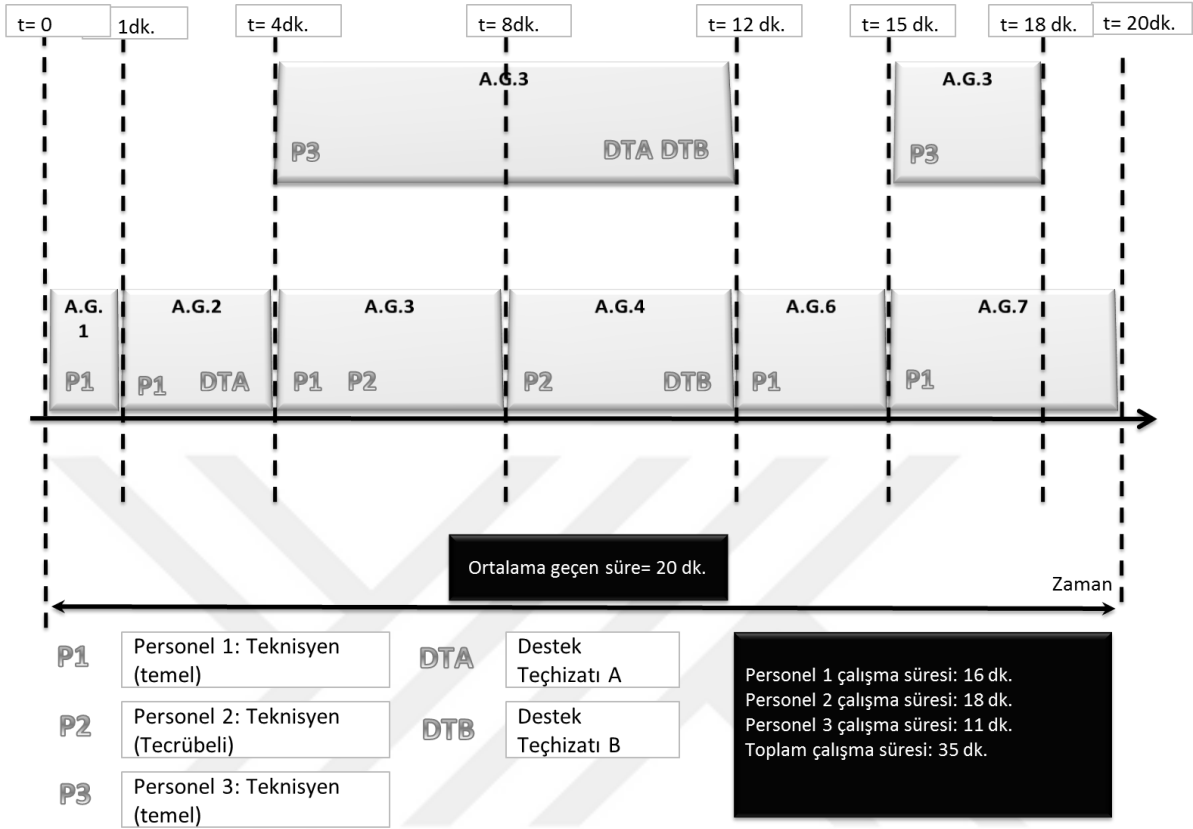 t= 0
1dk.
t= 4dk.
t= 8dk.
t= 12 dk.
t= 15 dk.
t= 18 dk.
t= 20dk.
A.G.3
P3
DTA DTB
A.G.3
P3
A.G.
1
P1
A.G.2
P1
DTA
A.G.3
P1
P2
A.G.4
P2
DTB
A.G.6
P1
A.G.7
P1
Ortalama geçen süre= 20 dk.
Zaman
P1
Personel 1: Teknisyen
(temel)
DTA
Destek
Teçhizatı A
P2
Personel 2: Teknisyen
(Tecrübeli)
DTB
Destek
Teçhizatı B
P3
Personel 3: Teknisyen
(temel)
Personel 1 çalışma süresi: 16 dk.
Personel 2 çalışma süresi: 18 dk.
Personel 3 çalışma süresi: 11 dk.
Toplam çalışma süresi: 35 dk.